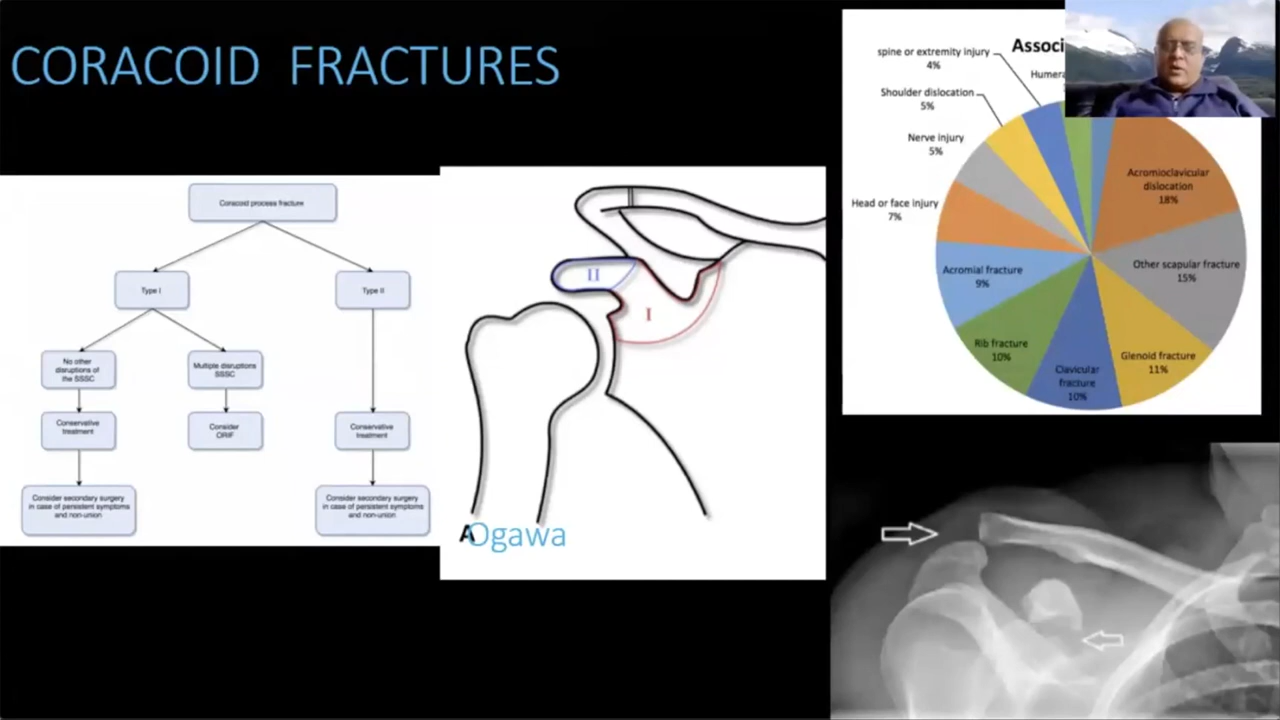 CORACOID FRACTURES
Coracoid process fracture
Type I
Type II
No other
disruptions of
the SSSC
Multiple disruptions
SSSC
Conservative
treatment
Consider
ORIF
Conservative
treatment
Consider secondary surgery
in case of persistent symptoms
and non-union
Consider secondary surgery
in case of persistent symptoms
and non-union
II
I
A
Ogawa
Associ
spine or extremity injury
4%
Humera
Shoulder dislocation
5%
Nerve injury
5%
Head or face injury
7%
Acromial fracture
9%
Rib fracture
10%
Clavicular
fracture
10%
Glenoid fracture
11%
Other scapular fracture
15%
Acromioclavicular
dislocation
18%